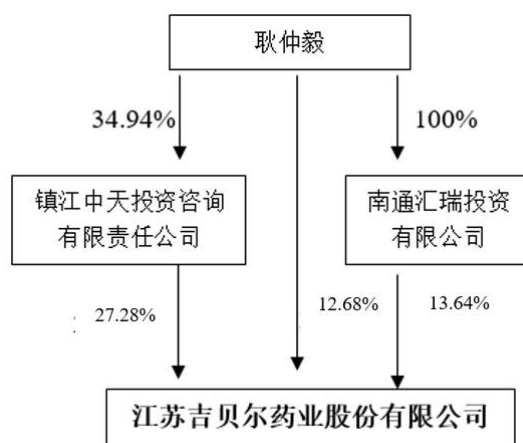 耿仲毅
34.94%
100%
镇江中天投资咨询
有限责任公司
南通汇瑞投资
有限公司
27.28%
12.68%
13.64%
江苏吉贝尔药业股份有限公司